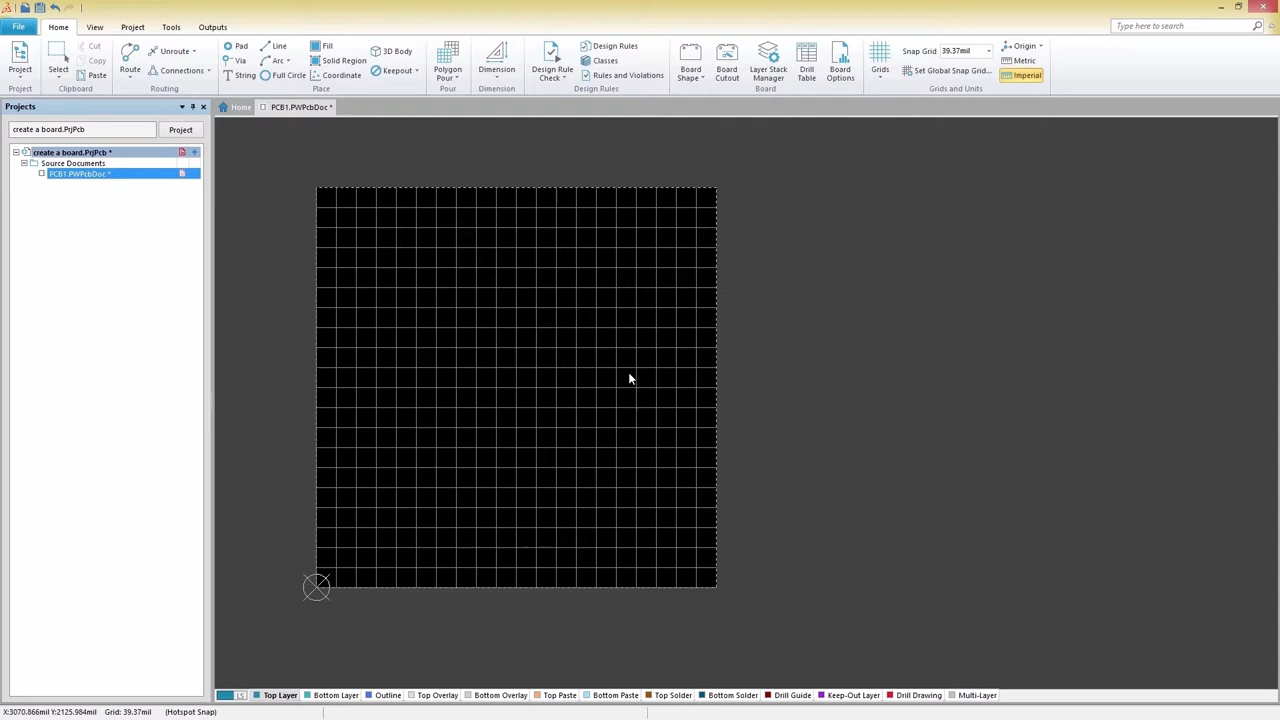 File Home View Project Tools Outputs
Type here to search
Project Select Cut Copy Paste Route Unroute Connections Pad Via String Line Arc Full Circle Fill Solid Region Coordinate 3D Body Keepout Polygon Pour Dimension Design Rule Check Design Rules Classes Rules and Violations Board Shape Board Cutout Layer Stack Manager Drill Table Board Options Grids Snap Grid 39.37mil Set Global Snap Grid... Origin Metric Imperial
Project Clipboard Routing Place Pour Dimension Design Rules Board Grids and Units
Projects
Home PCB1.PWPcbDoc *
create a board.PrjPcb Project
create a board.PrjPcb *
Source Documents
PCB1.PWPcbDoc *
LS Top Layer Bottom Layer Outline Top Overlay Bottom Overlay Top Paste Bottom Paste Top Solder Bottom Solder Drill Guide Keep-Out Layer Drill Drawing Multi-Layer
X:3070.866mil Y:2125.984mil Grid: 39.37mil (Hotspot Snap)